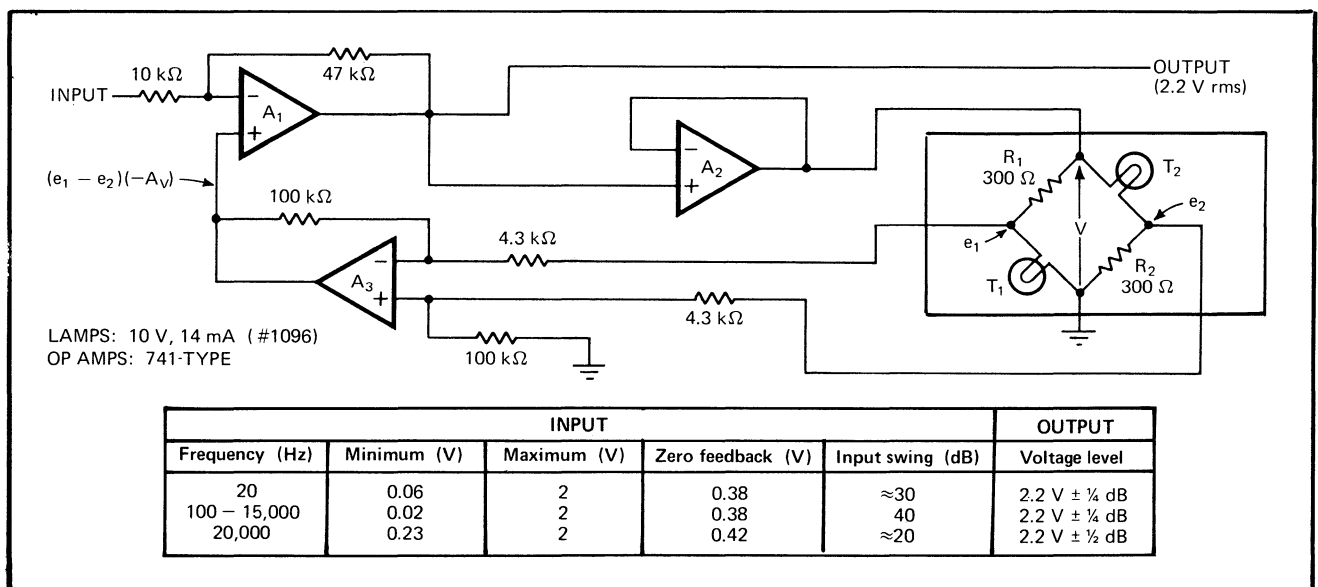 10 kΩ
47 kΩ
INPUT
A₁
−
+
OUTPUT
(2.2 V rms)
A₂
−
+
(e₁ − e₂)(−Aᵥ)
100 kΩ
4.3 kΩ
R₁
300 Ω
T₂
e₂
V
e₁
T₁
R₂
300 Ω
A₃
−
+
4.3 kΩ
100 kΩ
LAMPS: 10 V, 14 mA (#1096)
OP AMPS: 741-TYPE
INPUT OUTPUT
Frequency (Hz) Minimum (V) Maximum (V) Zero feedback (V) Input swing (dB) Voltage level
20 0.06 2 0.38 ≈30 2.2 V ± ¼ dB
100 − 15,000 0.02 2 0.38 40 2.2 V ± ¼ dB
20,000 0.23 2 0.42 ≈20 2.2 V ± ½ dB